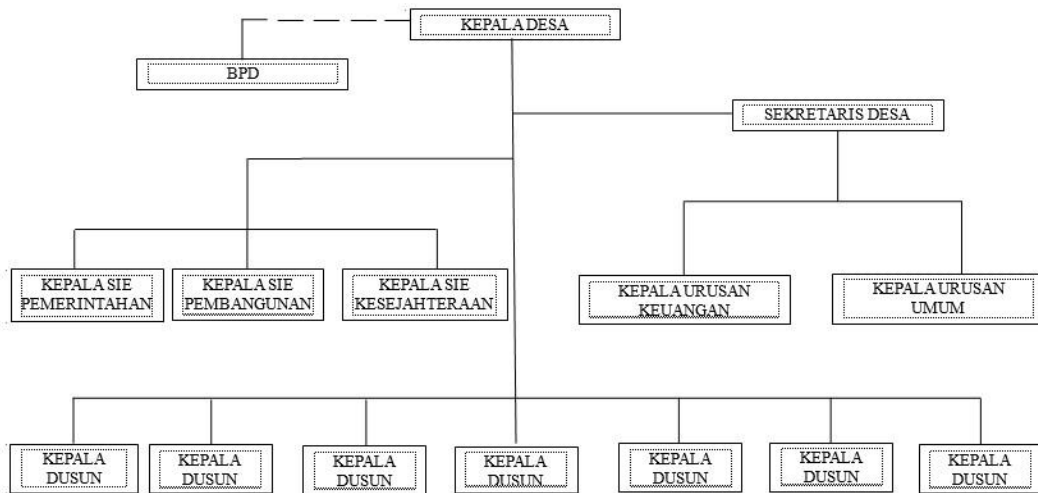 KEPALA DESA
BPD
SEKRETARIS DESA
KEPALA SIE
PEMERINTAHAN
KEPALA SIE
PEMBANGUNAN
KEPALA SIE
KESEJAHTERAAN
KEPALA URUSAN
KEUANGAN
KEPALA URUSAN
UMUM
KEPALA
DUSUN
KEPALA
DUSUN
KEPALA
DUSUN
KEPALA
DUSUN
KEPALA
DUSUN
KEPALA
DUSUN
KEPALA
DUSUN